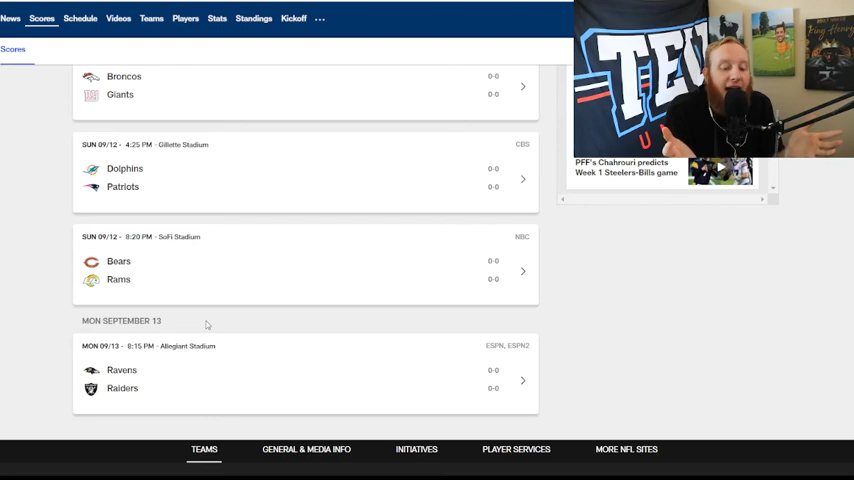 News Scores Schedule Videos Teams Players Stats Standings Kickoff ...
Scores
Broncos 0-0
Giants 0-0
SUN 09/12 - 4:25 PM - Gillette Stadium CBS
Dolphins 0-0
Patriots 0-0
SUN 09/12 - 8:20 PM - SoFi Stadium NBC
Bears 0-0
Rams 0-0
MON SEPTEMBER 13
MON 09/13 - 8:15 PM - Allegiant Stadium ESPN, ESPN2
Ravens 0-0
Raiders 0-0
PFF's Chahrouri predicts
Week 1 Steelers-Bills game
King Henry
TEAMS GENERAL & MEDIA INFO INITIATIVES PLAYER SERVICES MORE NFL SITES